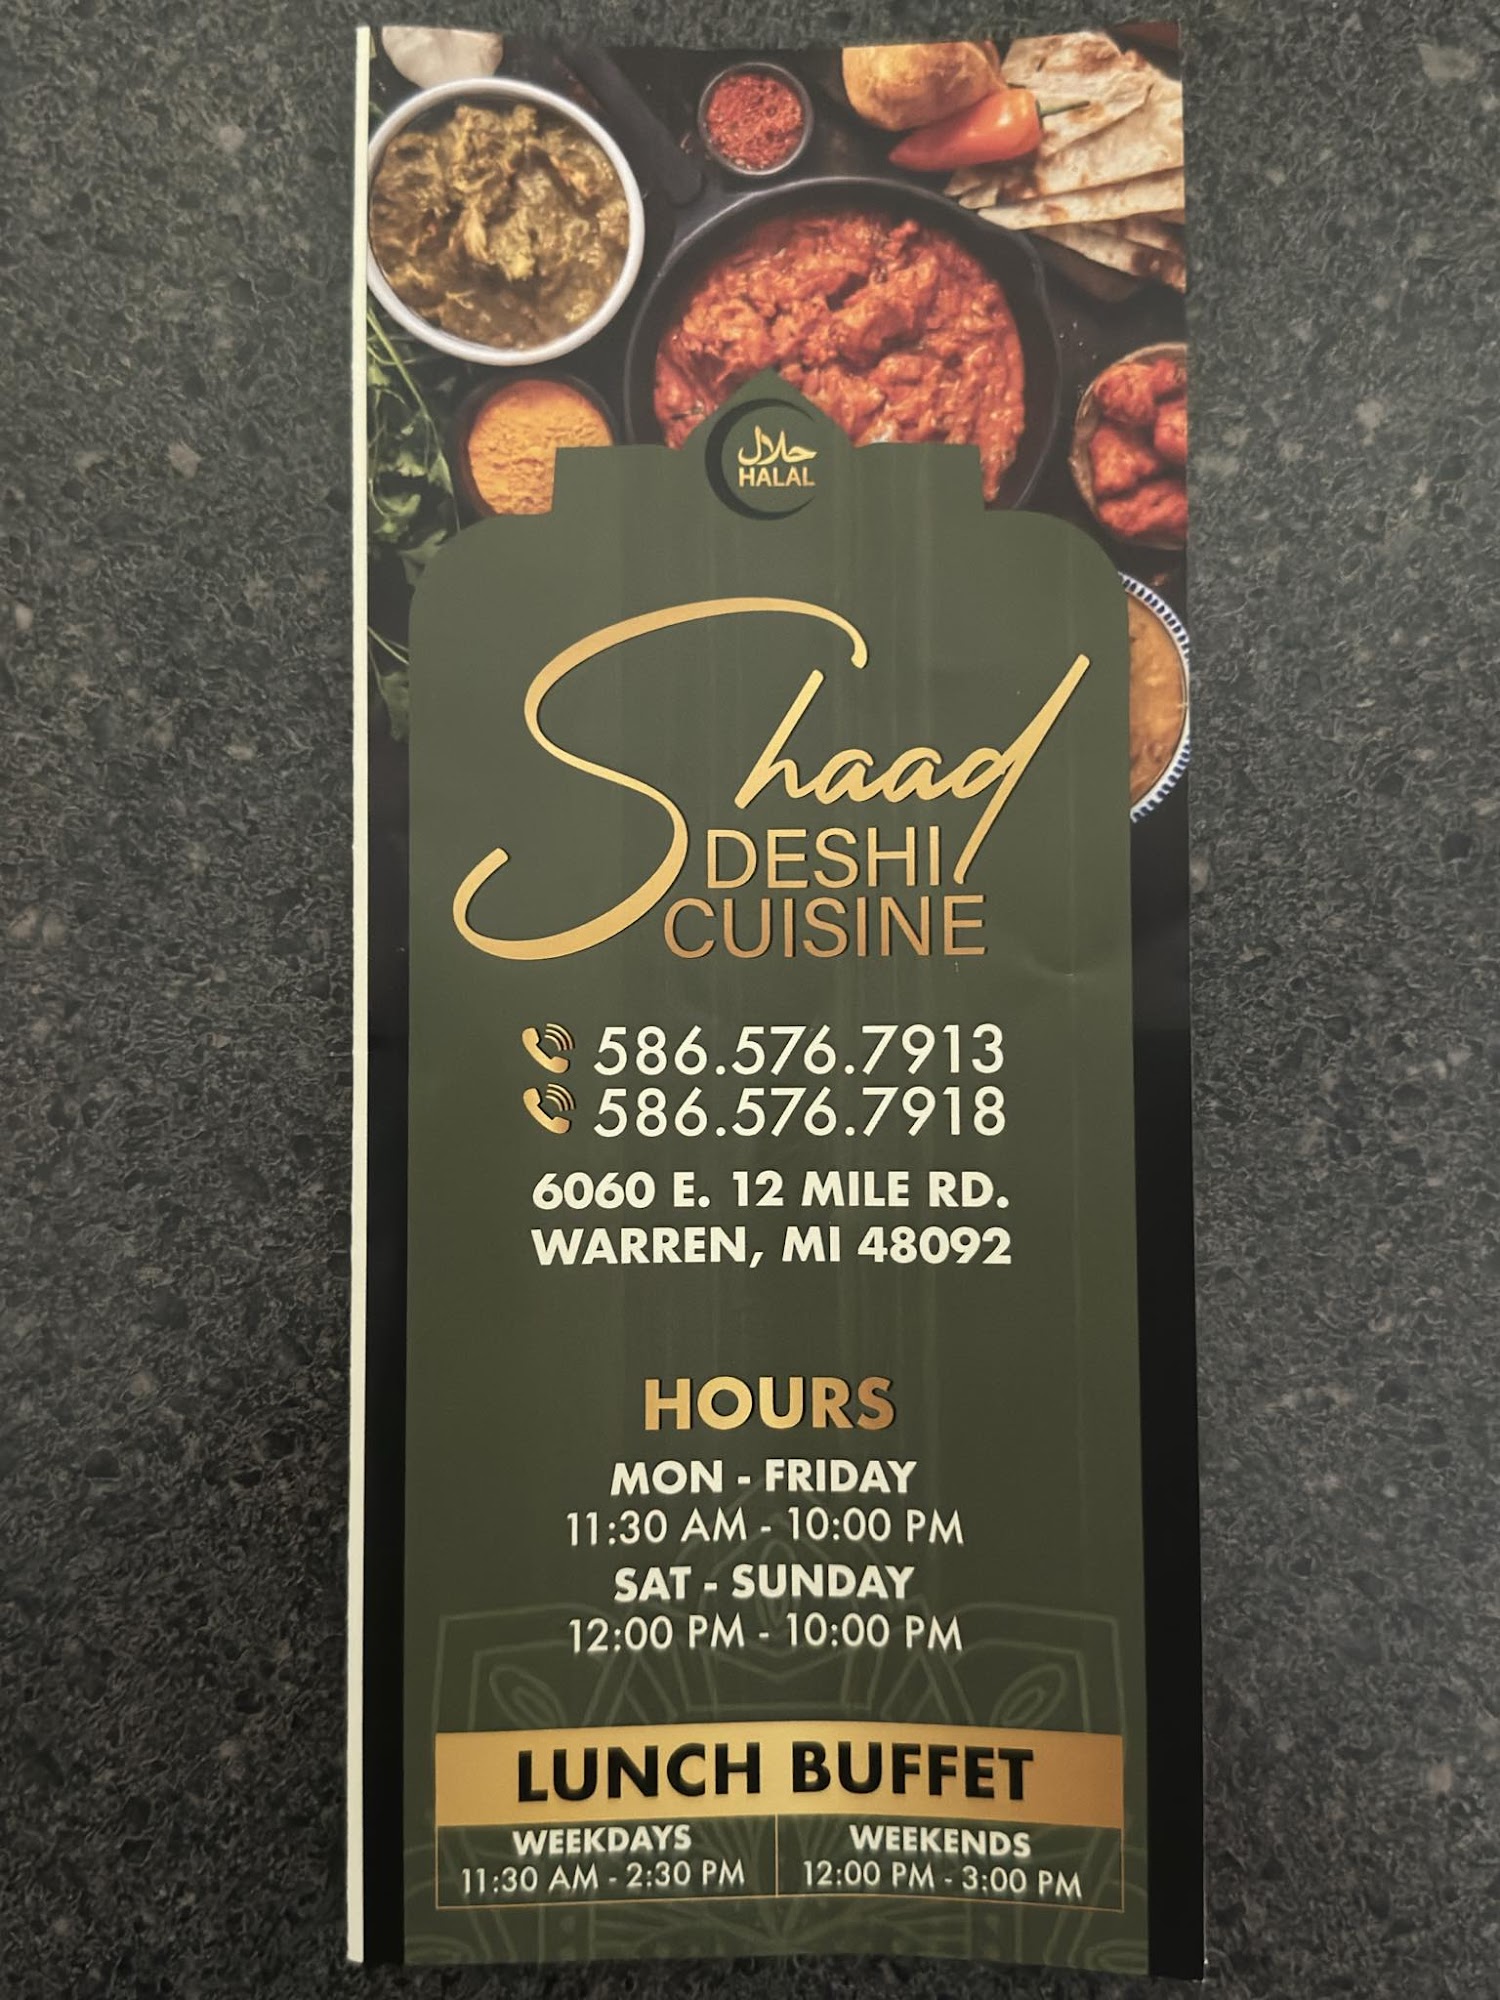 حلال
HALAL
Shaad
DESHI
CUISINE
586.576.7913
586.576.7918
6060 E. 12 MILE RD.
WARREN, MI 48092
HOURS
MON - FRIDAY
11:30 AM - 10:00 PM
SAT - SUNDAY
12:00 PM - 10:00 PM
LUNCH BUFFET
WEEKDAYS
11:30 AM - 2:30 PM
WEEKENDS
12:00 PM - 3:00 PM